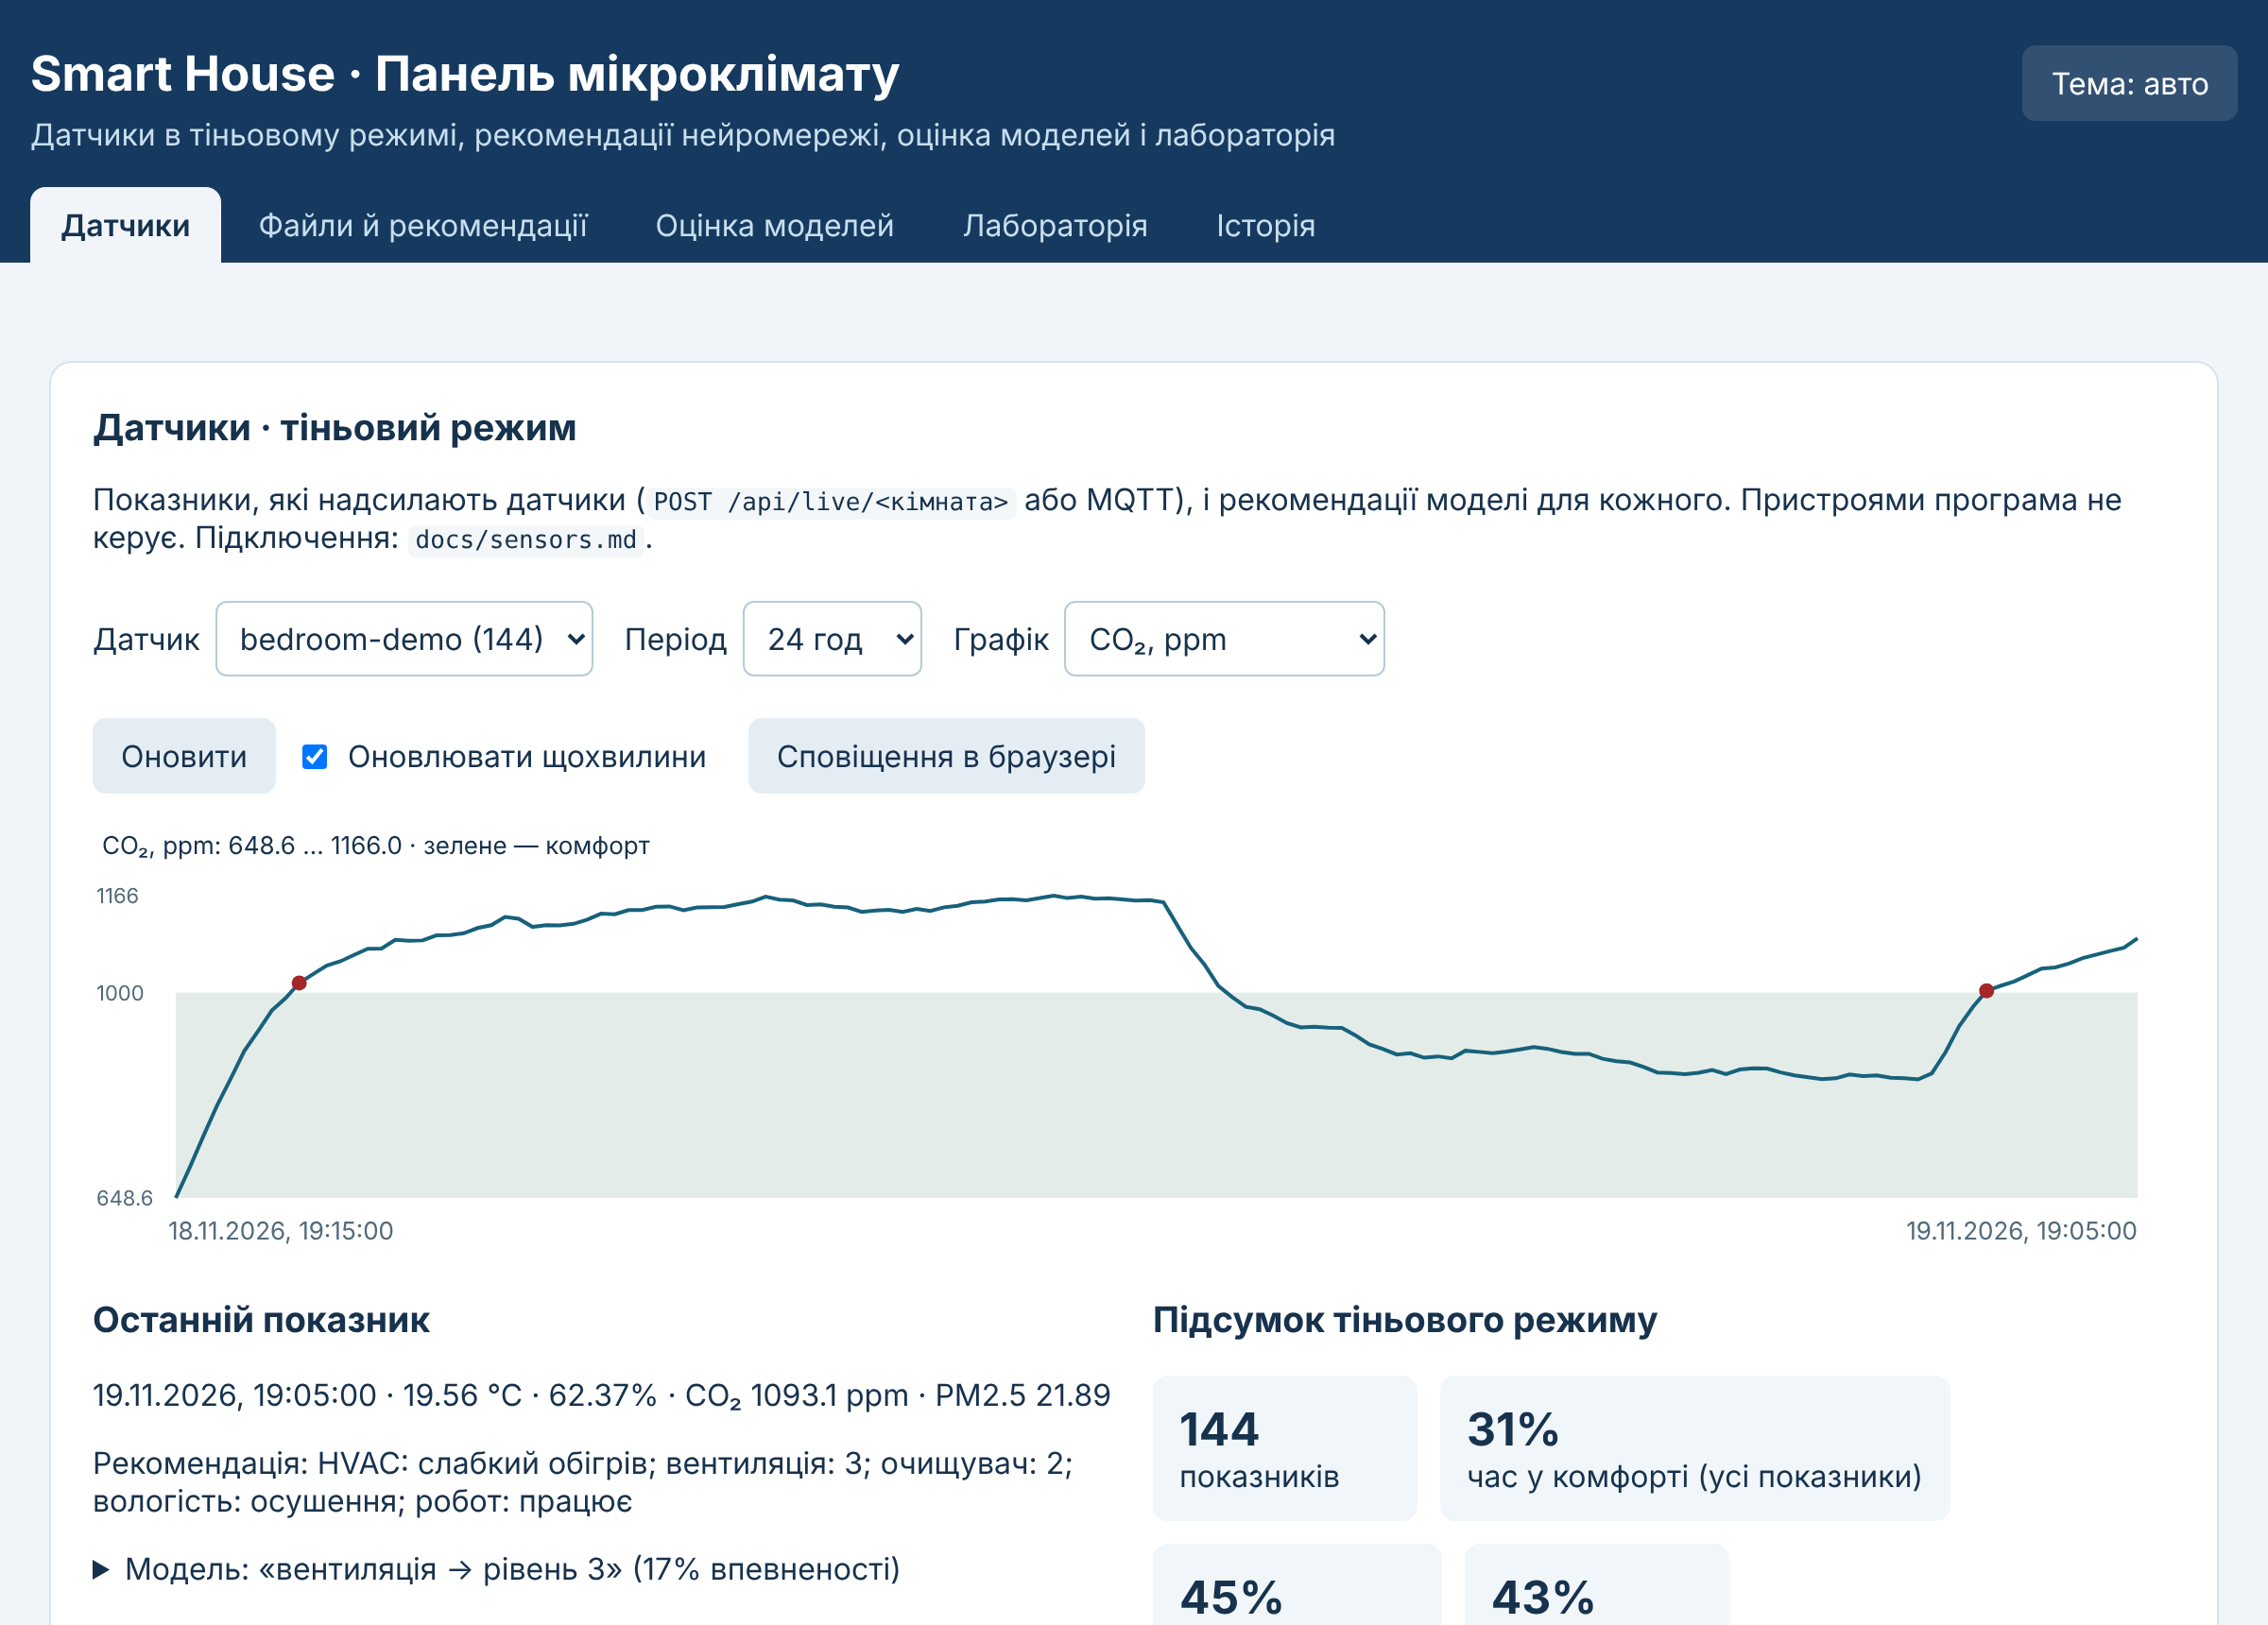 Smart House · Панель мікроклімату
Тема: авто
Датчики в тіньовому режимі, рекомендації нейромережі, оцінка моделей і лабораторія
Датчики
Файли й рекомендації
Оцінка моделей
Лабораторія
Історія
Датчики · тіньовий режим
Показники, які надсилають датчики (POST /api/live/<кімната> або MQTT), і рекомендації моделі для кожного. Пристроями програма не
керує. Підключення: docs/sensors.md.
Датчик bedroom-demo (144) Період 24 год Графік CO₂, ppm
Оновити Оновлювати щохвилини Сповіщення в браузері
CO₂, ppm: 648.6 ... 1166.0 · зелене — комфорт
1166
1000
648.6
18.11.2026, 19:15:00
19.11.2026, 19:05:00
Останній показник
19.11.2026, 19:05:00 · 19.56 °C · 62.37% · CO₂ 1093.1 ppm · PM2.5 21.89
Рекомендація: HVAC: слабкий обігрів; вентиляція: 3; очищувач: 2;
вологість: осушення; робот: працює
Модель: «вентиляція → рівень 3» (17% впевненості)
Підсумок тіньового режиму
144
показників
31%
час у комфорті (усі показники)
45%
43%